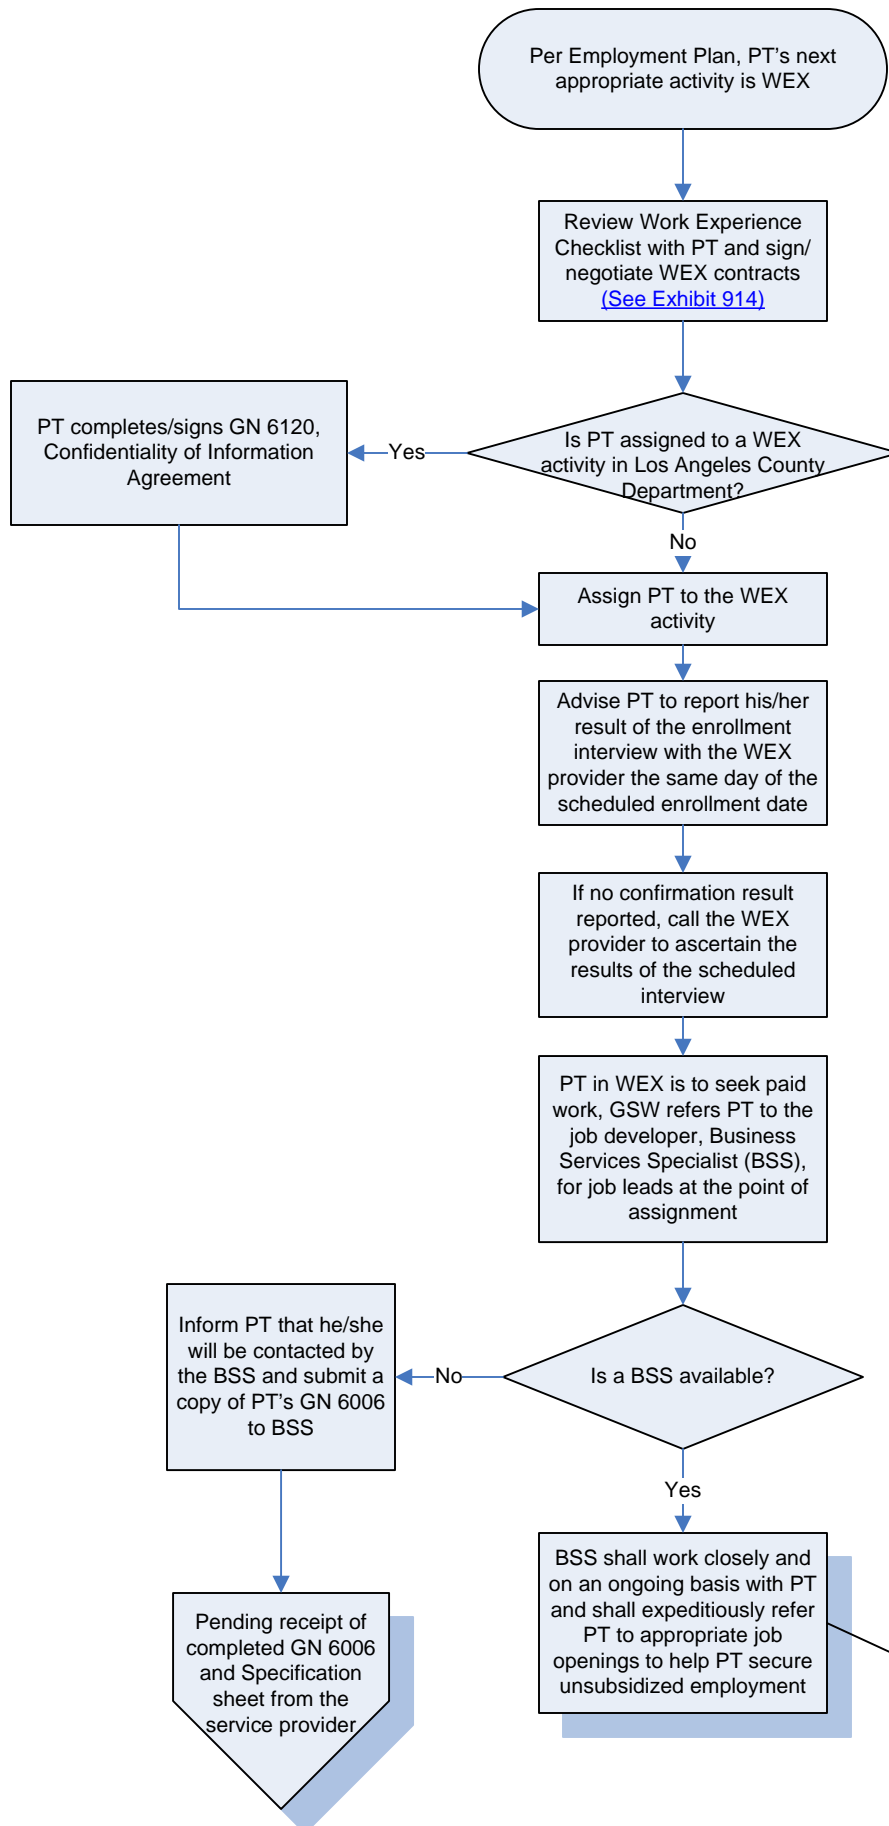 Per Employment Plan, PT's next
appropriate activity is WEX
Review Work Experience
Checklist with PT and sign/
negotiate WEX contracts
(See Exhibit 914)
PT completes/signs GN 6120,
Confidentiality of Information
Agreement
Yes
Is PT assigned to a WEX
activity in Los Angeles County
Department?
No
Assign PT to the WEX
activity
Advise PT to report his/her
result of the enrollment
interview with the WEX
provider the same day of the
scheduled enrollment date
If no confirmation result
reported, call the WEX
provider to ascertain the
results of the scheduled
interview
PT in WEX is to seek paid
work, GSW refers PT to the
job developer, Business
Services Specialist (BSS),
for job leads at the point of
assignment
Inform PT that he/she
will be contacted by
the BSS and submit a
copy of PT's GN 6006
to BSS
No
Is a BSS available?
Yes
BSS shall work closely and
on an ongoing basis with PT
and shall expeditiously refer
PT to appropriate job
openings to help PT secure
unsubsidized employment
Pending receipt of
completed GN 6006
and Specification
sheet from the
service provider